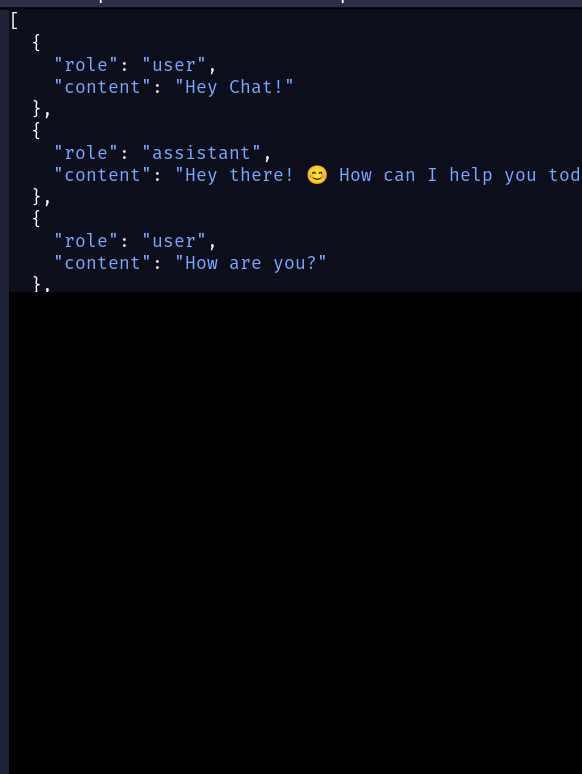 [
  {
    "role": "user",
    "content": "Hey Chat!"
  },
  {
    "role": "assistant",
    "content": "Hey there! 😊 How can I help you tod
  },
  {
    "role": "user",
    "content": "How are you?"
  },